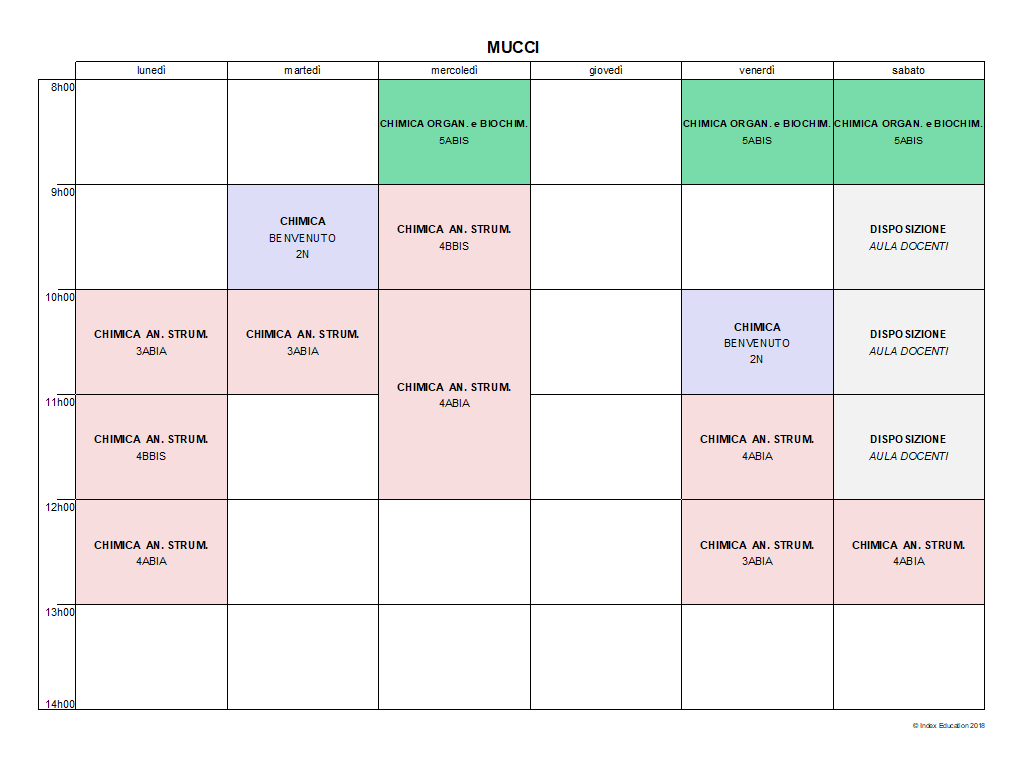 MUCCI
lunedì martedì mercoledì giovedì venerdì sabato
8h00
CHIMICA ORGAN. e BIOCHIM. CHIMICA ORGAN. e BIOCHIM. CHIMICA ORGAN. e BIOCHIM.
5ABIS 5ABIS 5ABIS
9h00
CHIMICA
BENVENUTO
2N
CHIMICA AN. STRUM.
4BBIS
DISPOSIZIONE
AULA DOCENTI
10h00
CHIMICA AN. STRUM.
3ABIA
CHIMICA AN. STRUM.
3ABIA
CHIMICA AN. STRUM.
4ABIA
CHIMICA
BENVENUTO
2N
DISPOSIZIONE
AULA DOCENTI
11h00
CHIMICA AN. STRUM.
4BBIS
CHIMICA AN. STRUM.
4ABIA
DISPOSIZIONE
AULA DOCENTI
12h00
CHIMICA AN. STRUM.
4ABIA
CHIMICA AN. STRUM.
3ABIA
CHIMICA AN. STRUM.
4ABIA
13h00
14h00
© Index Education 2018